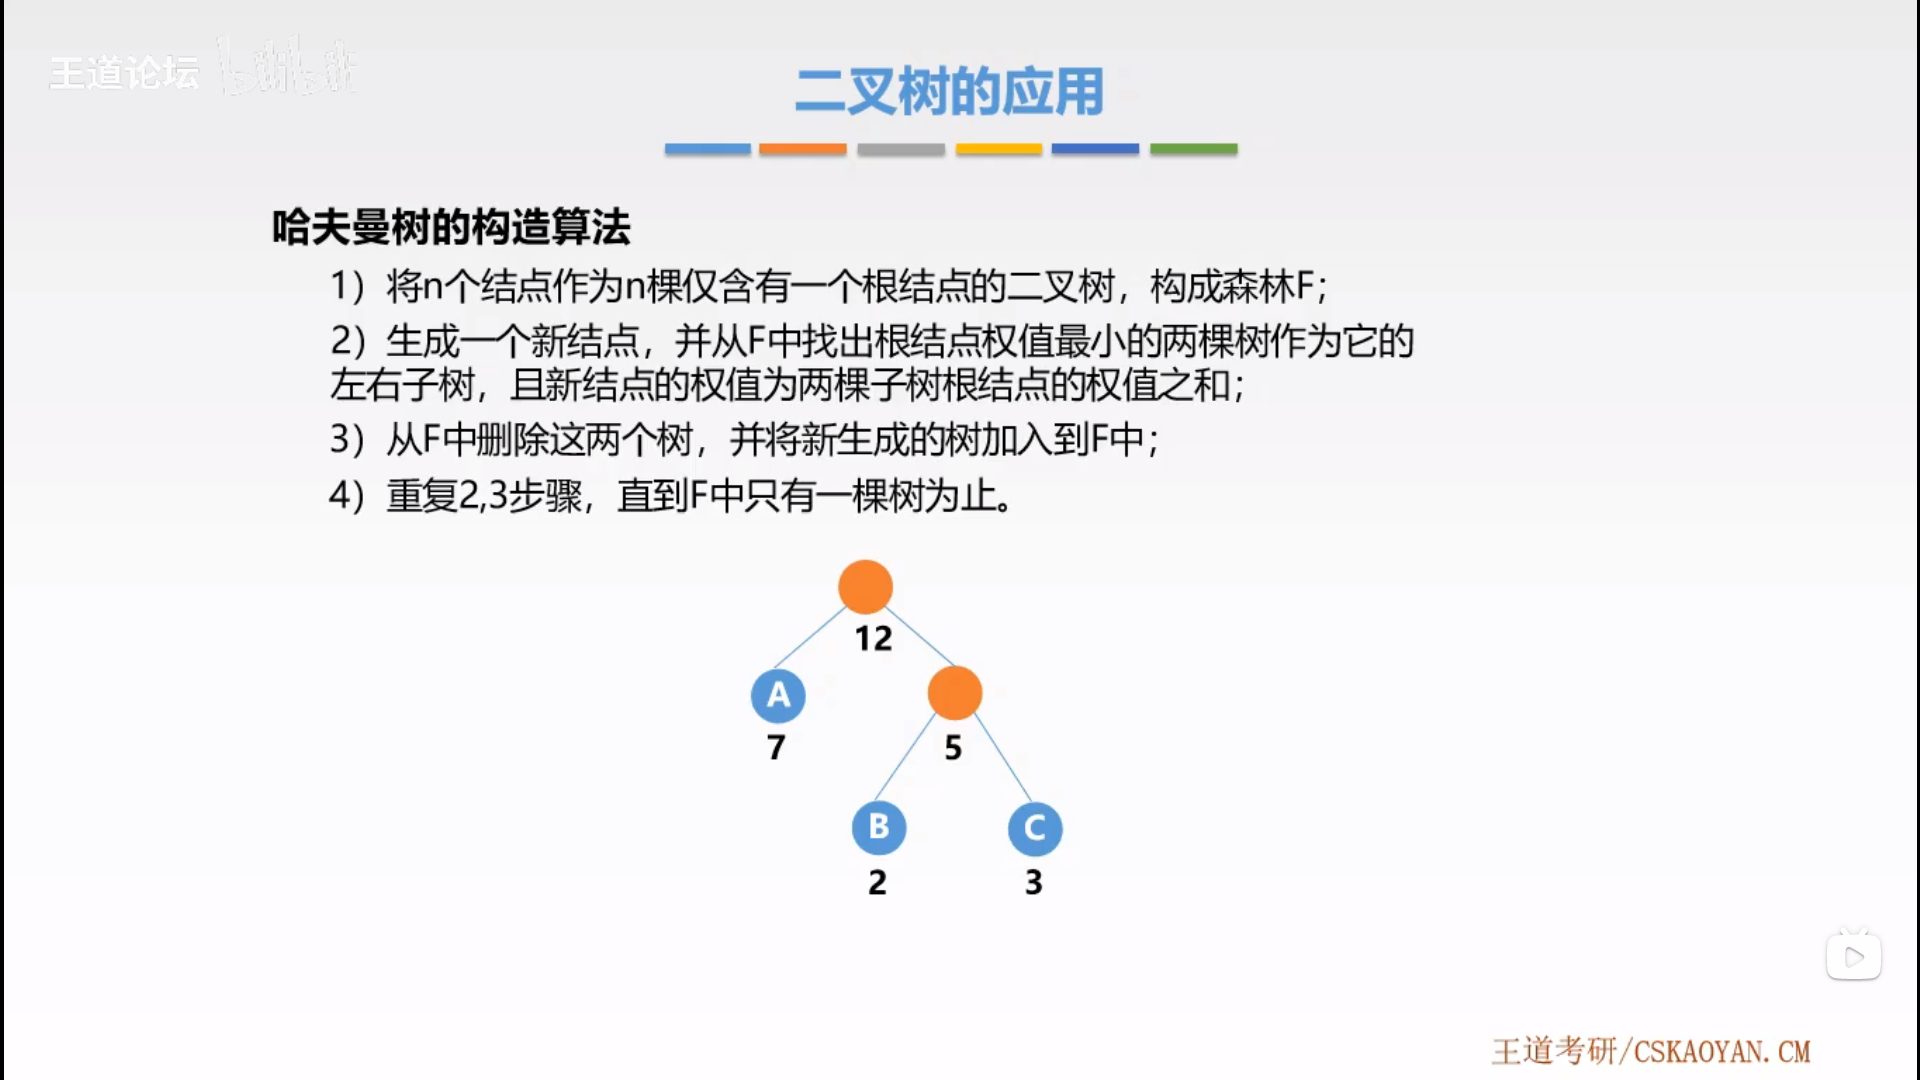 王道论坛 bilibili
二叉树的应用
哈夫曼树的构造算法
1）将n个结点作为n棵仅含有一个根结点的二叉树，构成森林F；
2）生成一个新结点，并从F中找出根结点权值最小的两棵树作为它的
左右子树，且新结点的权值为两棵子树根结点的权值之和；
3）从F中删除这两个树，并将新生成的树加入到F中；
4）重复2,3步骤，直到F中只有一棵树为止。
12
A
7
5
B
C
2
3
王道考研/CSKAOYAN.CM